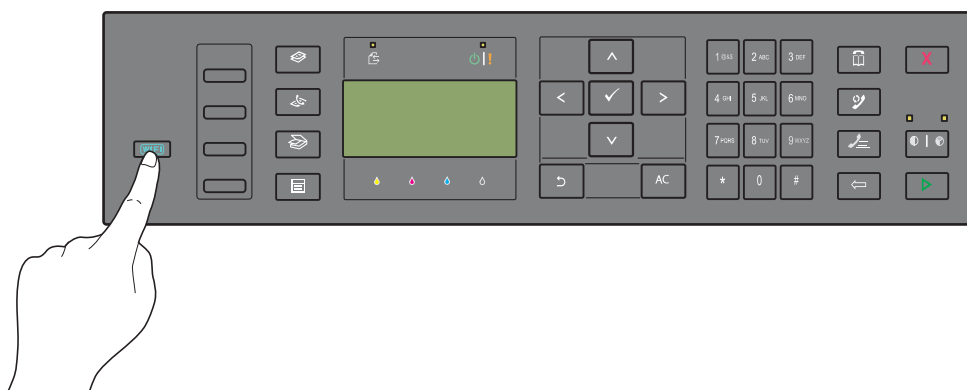 WIFI
1 @:/.
2 ABC
3 DEF
4 GHI
5 JKL
6 MNO
7 PQRS
8 TUV
9 WXYZ
* 0 #
AC
X